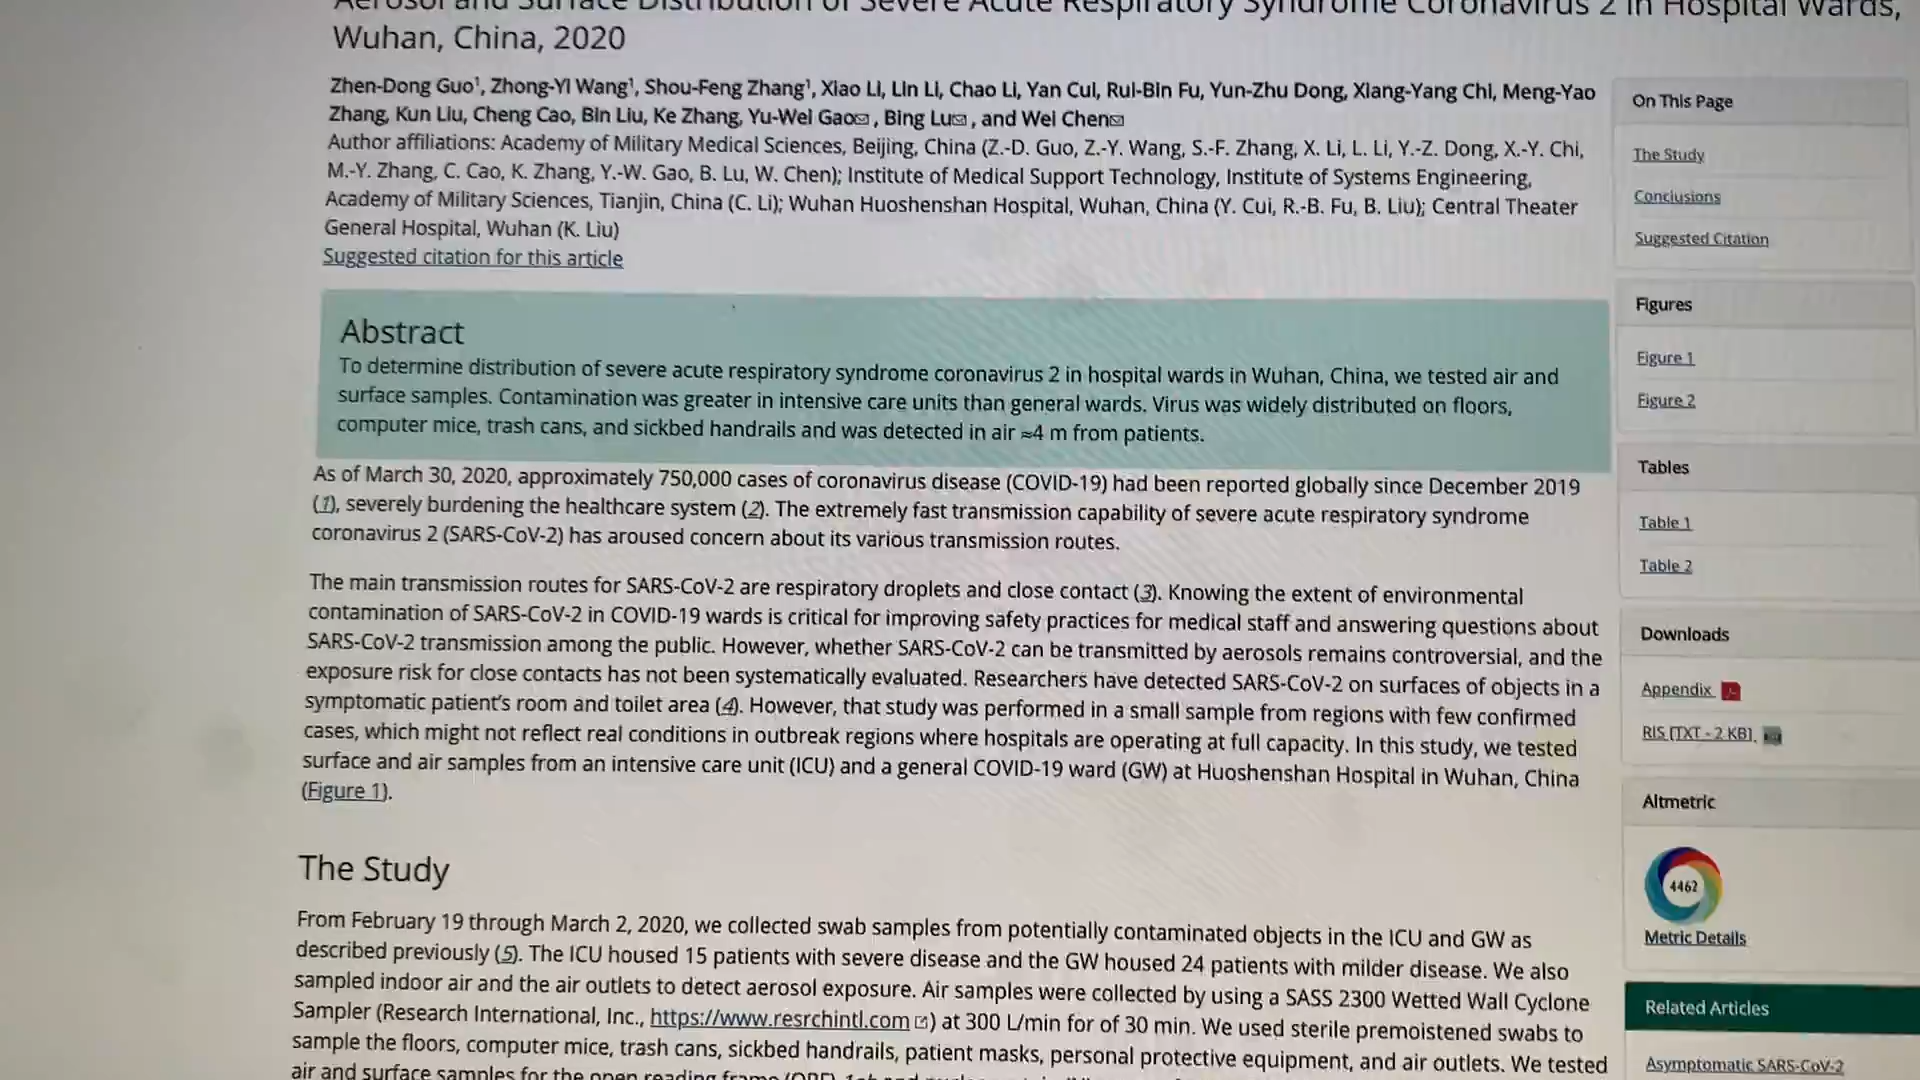 Aerosol and Surface Distribution of Severe Acute Respiratory Syndrome Coronavirus 2 in Hospital Wards,
Wuhan, China, 2020
Zhen-Dong Guo¹, Zhong-Yi Wang¹, Shou-Feng Zhang¹, Xiao Li, Lin Li, Chao Li, Yan Cui, Rui-Bin Fu, Yun-Zhu Dong, Xiang-Yang Chi, Meng-Yao
Zhang, Kun Liu, Cheng Cao, Bin Liu, Ke Zhang, Yu-Wei Gao, Bing Lu, and Wei Chen
Author affiliations: Academy of Military Medical Sciences, Beijing, China (Z.-D. Guo, Z.-Y. Wang, S.-F. Zhang, X. Li, L. Li, Y.-Z. Dong, X.-Y. Chi,
M.-Y. Zhang, C. Cao, K. Zhang, Y.-W. Gao, B. Lu, W. Chen); Institute of Medical Support Technology, Institute of Systems Engineering,
Academy of Military Sciences, Tianjin, China (C. Li); Wuhan Huoshenshan Hospital, Wuhan, China (Y. Cui, R.-B. Fu, B. Liu); Central Theater
General Hospital, Wuhan (K. Liu)
Suggested citation for this article
Abstract
To determine distribution of severe acute respiratory syndrome coronavirus 2 in hospital wards in Wuhan, China, we tested air and
surface samples. Contamination was greater in intensive care units than general wards. Virus was widely distributed on floors,
computer mice, trash cans, and sickbed handrails and was detected in air ≈4 m from patients.
As of March 30, 2020, approximately 750,000 cases of coronavirus disease (COVID-19) had been reported globally since December 2019
(1), severely burdening the healthcare system (2). The extremely fast transmission capability of severe acute respiratory syndrome
coronavirus 2 (SARS-CoV-2) has aroused concern about its various transmission routes.
The main transmission routes for SARS-CoV-2 are respiratory droplets and close contact (3). Knowing the extent of environmental
contamination of SARS-CoV-2 in COVID-19 wards is critical for improving safety practices for medical staff and answering questions about
SARS-CoV-2 transmission among the public. However, whether SARS-CoV-2 can be transmitted by aerosols remains controversial, and the
exposure risk for close contacts has not been systematically evaluated. Researchers have detected SARS-CoV-2 on surfaces of objects in a
symptomatic patient's room and toilet area (4). However, that study was performed in a small sample from regions with few confirmed
cases, which might not reflect real conditions in outbreak regions where hospitals are operating at full capacity. In this study, we tested
surface and air samples from an intensive care unit (ICU) and a general COVID-19 ward (GW) at Huoshenshan Hospital in Wuhan, China
(Figure 1).
The Study
From February 19 through March 2, 2020, we collected swab samples from potentially contaminated objects in the ICU and GW as
described previously (5). The ICU housed 15 patients with severe disease and the GW housed 24 patients with milder disease. We also
sampled indoor air and the air outlets to detect aerosol exposure. Air samples were collected by using a SASS 2300 Wetted Wall Cyclone
Sampler (Research International, Inc., https://www.resrchintl.com) at 300 L/min for of 30 min. We used sterile premoistened swabs to
sample the floors, computer mice, trash cans, sickbed handrails, patient masks, personal protective equipment, and air outlets. We tested
air and surface samples for the open reading frame (ORF)
On This Page
The Study
Conclusions
Suggested Citation
Figures
Figure 1
Figure 2
Tables
Table 1
Table 2
Downloads
Appendix
RIS [TXT - 2 KB]
Altmetric
4462
Metric Details
Related Articles
Asymptomatic SARS-CoV-2